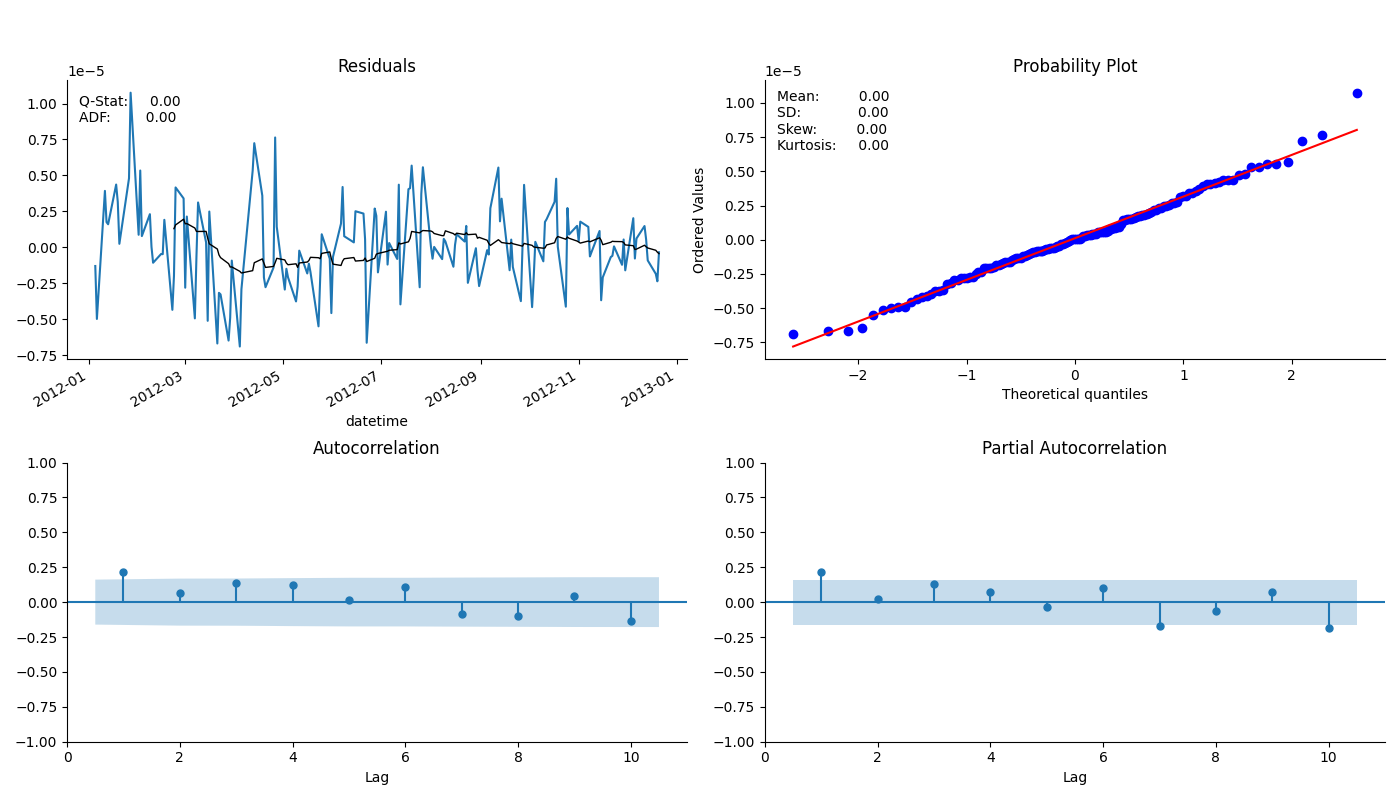 Residuals
1e−5
Q-Stat: 0.00
ADF: 0.00
1.00
0.75
0.50
0.25
0.00
−0.25
−0.50
−0.75
2012-01
2012-03
2012-05
2012-07
2012-09
2012-11
2013-01
datetime
Probability Plot
1e−5
Mean: 0.00
SD: 0.00
Skew: 0.00
Kurtosis: 0.00
Ordered Values
1.00
0.75
0.50
0.25
0.00
−0.25
−0.50
−0.75
−2 −1 0 1 2
Theoretical quantiles
Autocorrelation
1.00
0.75
0.50
0.25
0.00
−0.25
−0.50
−0.75
−1.00
0 2 4 6 8 10
Lag
Partial Autocorrelation
1.00
0.75
0.50
0.25
0.00
−0.25
−0.50
−0.75
−1.00
0 2 4 6 8 10
Lag